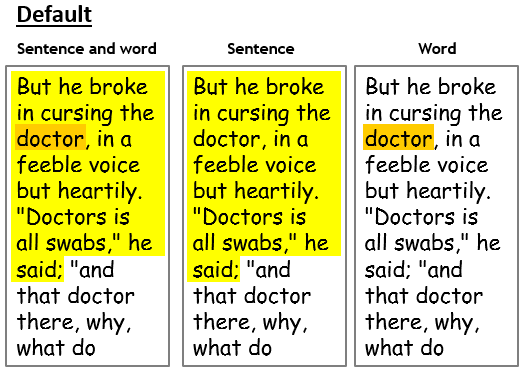 Default
Sentence and word
But he broke
in cursing the
doctor, in a
feeble voice
but heartily.
"Doctors is
all swabs," he
said; "and
that doctor
there, why,
what do
Sentence
But he broke
in cursing the
doctor, in a
feeble voice
but heartily.
"Doctors is
all swabs," he
said; "and
that doctor
there, why,
what do
Word
But he broke
in cursing the
doctor, in a
feeble voice
but heartily.
"Doctors is
all swabs," he
said; "and
that doctor
there, why,
what do